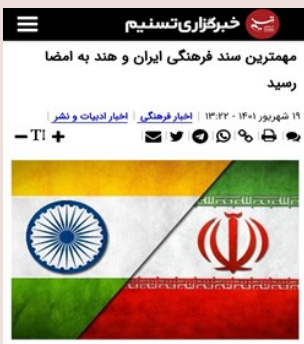 خبرگزاری تسنیم
مهمترین سند فرهنگی ایران و هند به امضا
رسید
۱۹ شهریور ۱۴۰۱ - ۱۳:۲۲ | اخبار فرهنگی | اخبار ادبیات و نشر |
− T! +